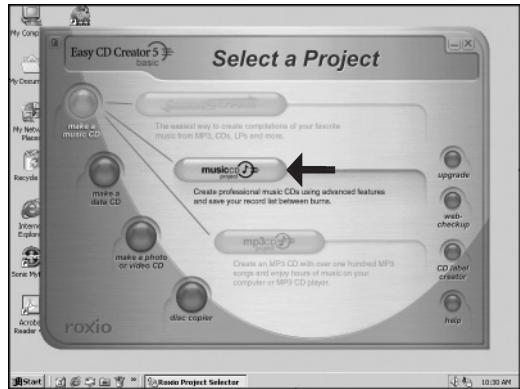 My Comp
Easy CD Creator 5
basic
Select a Project
My Docum
make a
music CD
The easiest way to create compilations of your favorite
music from MP3, CDs, LPs and more.
My Netw
Places
musiccd
project
Create professional music CDs using advanced features
and save your record list between burns.
Recycle
make a
data CD
upgrade
web-
checkup
Intern
Explor
mp3cd
project
Create an MP3 CD with over one hundred MP3
songs and enjoy hours of music on your
computer or MP3 CD player.
make a photo
or video CD
CD label
creator
Sonic My
Acroba
Reader
disc copier
help
roxio
Start
Roxio Project Selector
10:30 AM